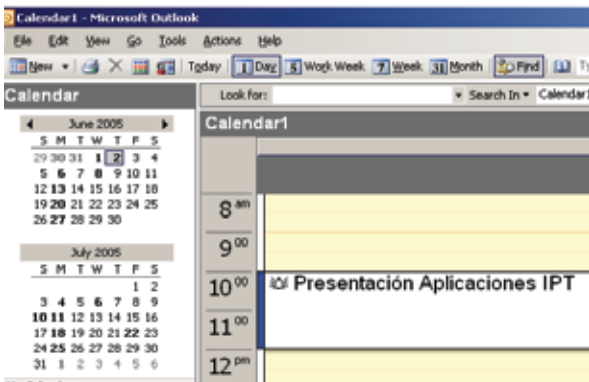 Calendar1 - Microsoft Outlook
File Edit View Go Tools Actions Help
New Today 1 Day 5 Work Week 7 Week 31 Month Find
Calendar Look for: Search In Calendar1
June 2005 Calendar1
S M T W T F S
29 30 31 1 2 3 4
5 6 7 8 9 10 11
12 13 14 15 16 17 18
19 20 21 22 23 24 25
26 27 28 29 30
July 2005
S M T W T F S
1 2
3 4 5 6 7 8 9
10 11 12 13 14 15 16
17 18 19 20 21 22 23
24 25 26 27 28 29 30
31 1 2 3 4 5 6
8 am
9 00
10 00 Presentación Aplicaciones IPT
11 00
12 pm